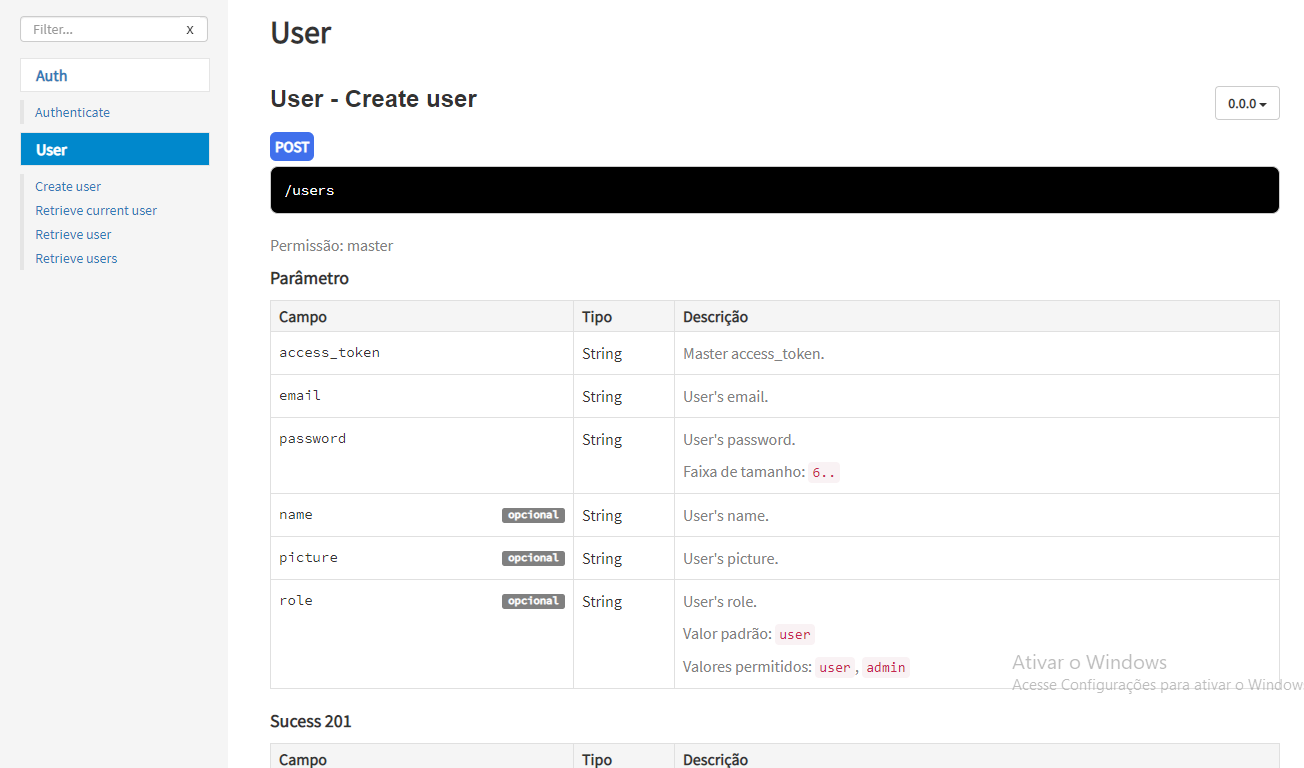 Filter...
X
Auth
Authenticate
User
Create user
Retrieve current user
Retrieve user
Retrieve users
User
User - Create user
0.0.0
POST
/users
Permissão: master
Parâmetro
Campo Tipo Descrição
access_token String Master access_token.
email String User's email.
password String User's password.
Faixa de tamanho: 6..
name opcional String User's name.
picture opcional String User's picture.
role opcional String User's role.
Valor padrão: user
Valores permitidos: user, admin
Ativar o Windows
Acesse Configurações para ativar o Window
Sucess 201
Campo Tipo Descrição